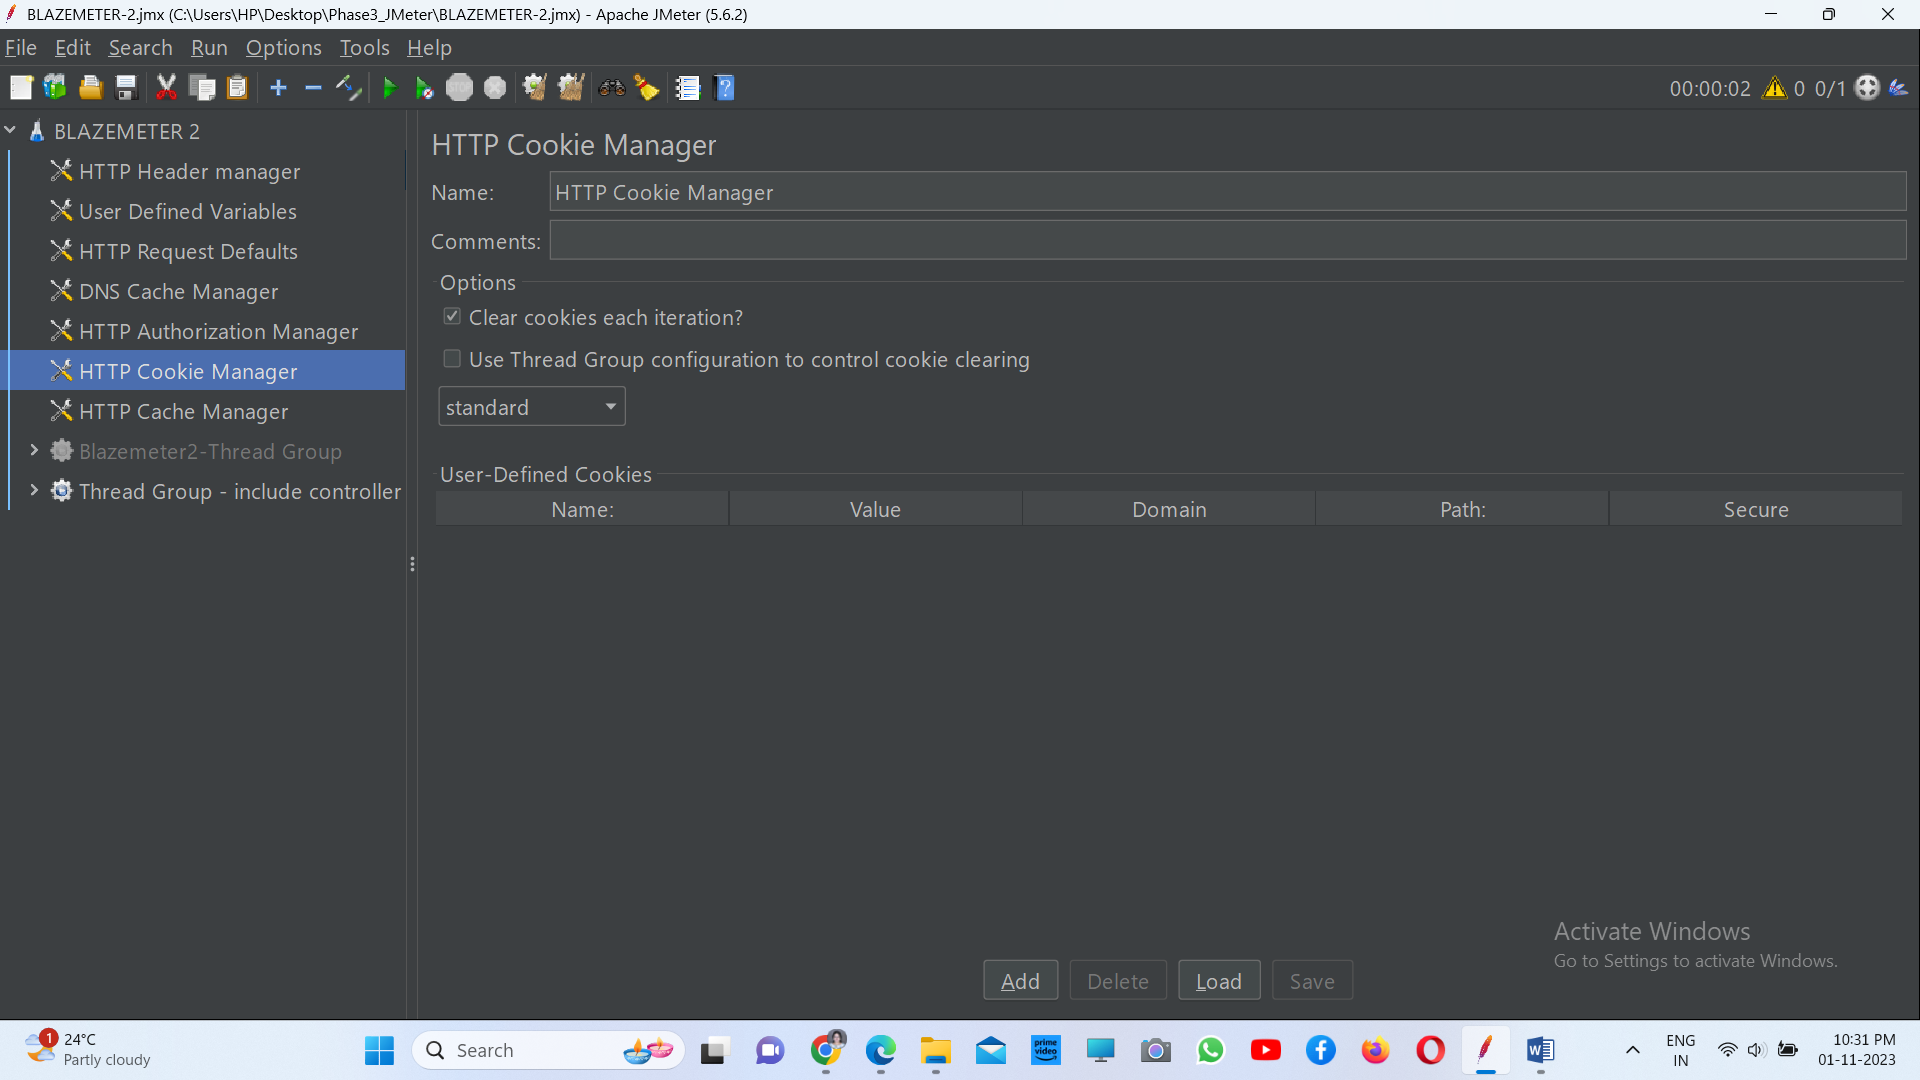 BLAZEMETER-2.jmx (C:\Users\HP\Desktop\Phase3_JMeter\BLAZEMETER-2.jmx) - Apache JMeter (5.6.2)
File Edit Search Run Options Tools Help
STOP
00:00:02 0 0/1
BLAZEMETER 2
HTTP Header manager
User Defined Variables
HTTP Request Defaults
DNS Cache Manager
HTTP Authorization Manager
HTTP Cookie Manager
HTTP Cache Manager
Blazemeter2-Thread Group
Thread Group - include controller
HTTP Cookie Manager
Name: HTTP Cookie Manager
Comments:
Options
Clear cookies each iteration?
Use Thread Group configuration to control cookie clearing
standard
User-Defined Cookies
Name: Value Domain Path: Secure
Add Delete Load Save
Activate Windows
Go to Settings to activate Windows.
1
24°C
Partly cloudy
Search
prime video
ENG
IN
10:31 PM
01-11-2023